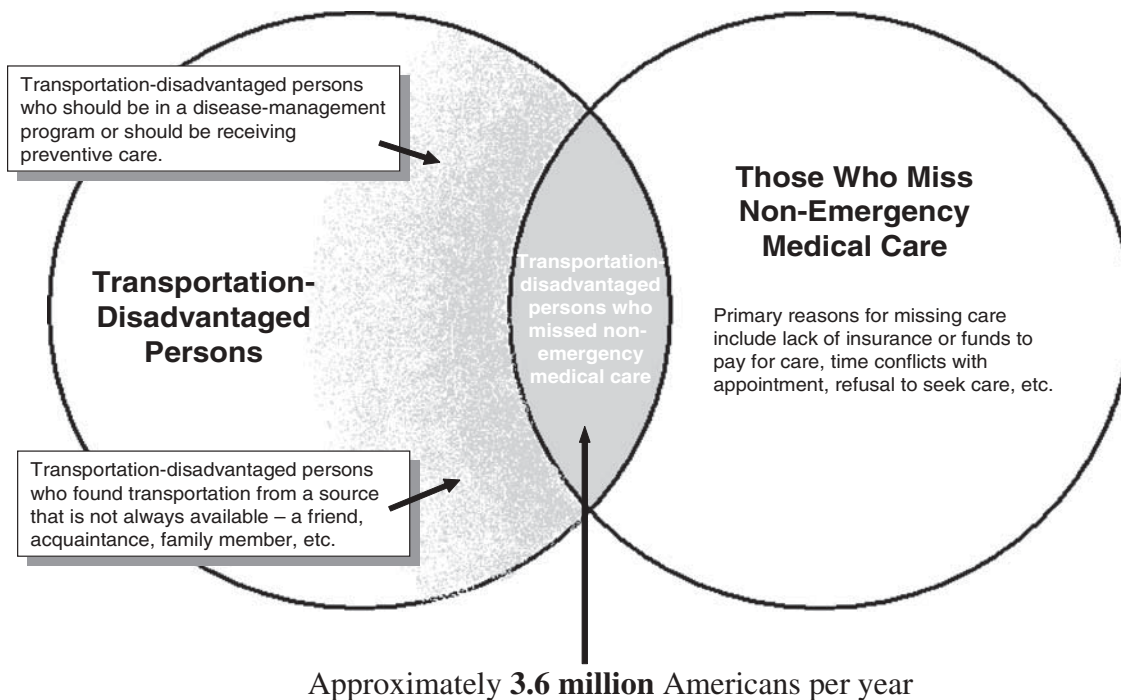 Transportation-disadvantaged persons
who should be in a disease-management
program or should be receiving
preventive care.
Transportation-
Disadvantaged
Persons
Transportation-disadvantaged persons
who found transportation from a source
that is not always available – a friend,
acquaintance, family member, etc.
Transportation-
disadvantaged
persons who
missed non-
emergency
medical care
Those Who Miss
Non-Emergency
Medical Care
Primary reasons for missing care
include lack of insurance or funds to
pay for care, time conflicts with
appointment, refusal to seek care, etc.
Approximately 3.6 million Americans per year